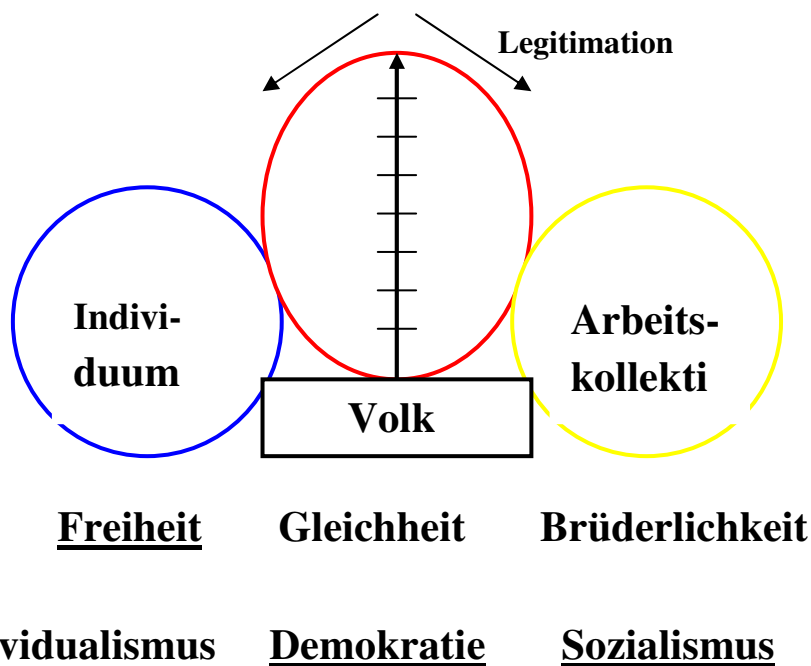 Legitimation
Indivi-
duum
Arbeits-
kollekti
Volk
Freiheit Gleichheit Brüderlichkeit
vidualismus Demokratie Sozialismus